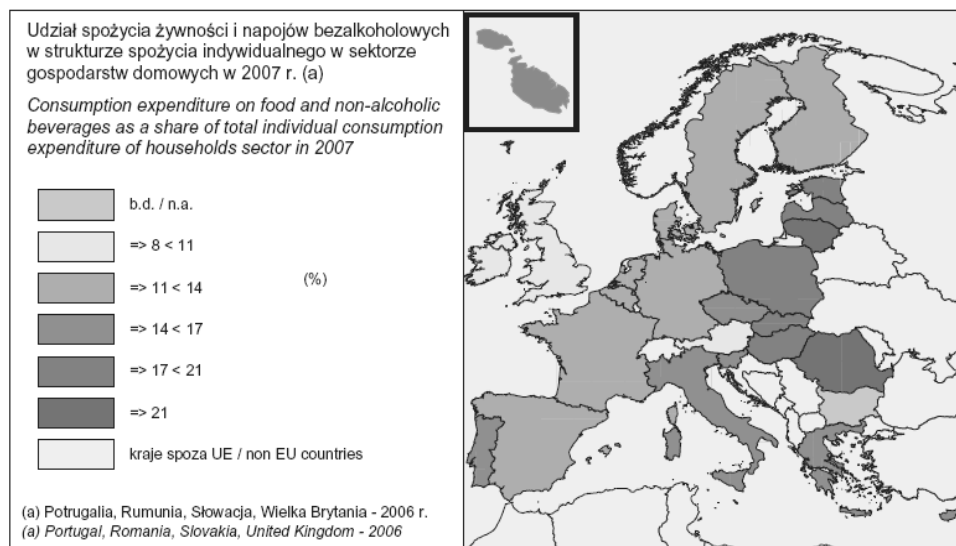 Udział spożycia żywności i napojów bezalkoholowych
w strukturze spożycia indywidualnego w sektorze
gospodarstw domowych w 2007 r. (a)
Consumption expenditure on food and non-alcoholic
beverages as a share of total individual consumption
expenditure of households sector in 2007
b.d. / n.a.
=> 8 < 11
=> 11 < 14
(%)
=> 14 < 17
=> 17 < 21
=> 21
kraje spoza UE / non EU countries
(a) Potrugalia, Rumunia, Słowacja, Wielka Brytania - 2006 r.
(a) Portugal, Romania, Slovakia, United Kingdom - 2006